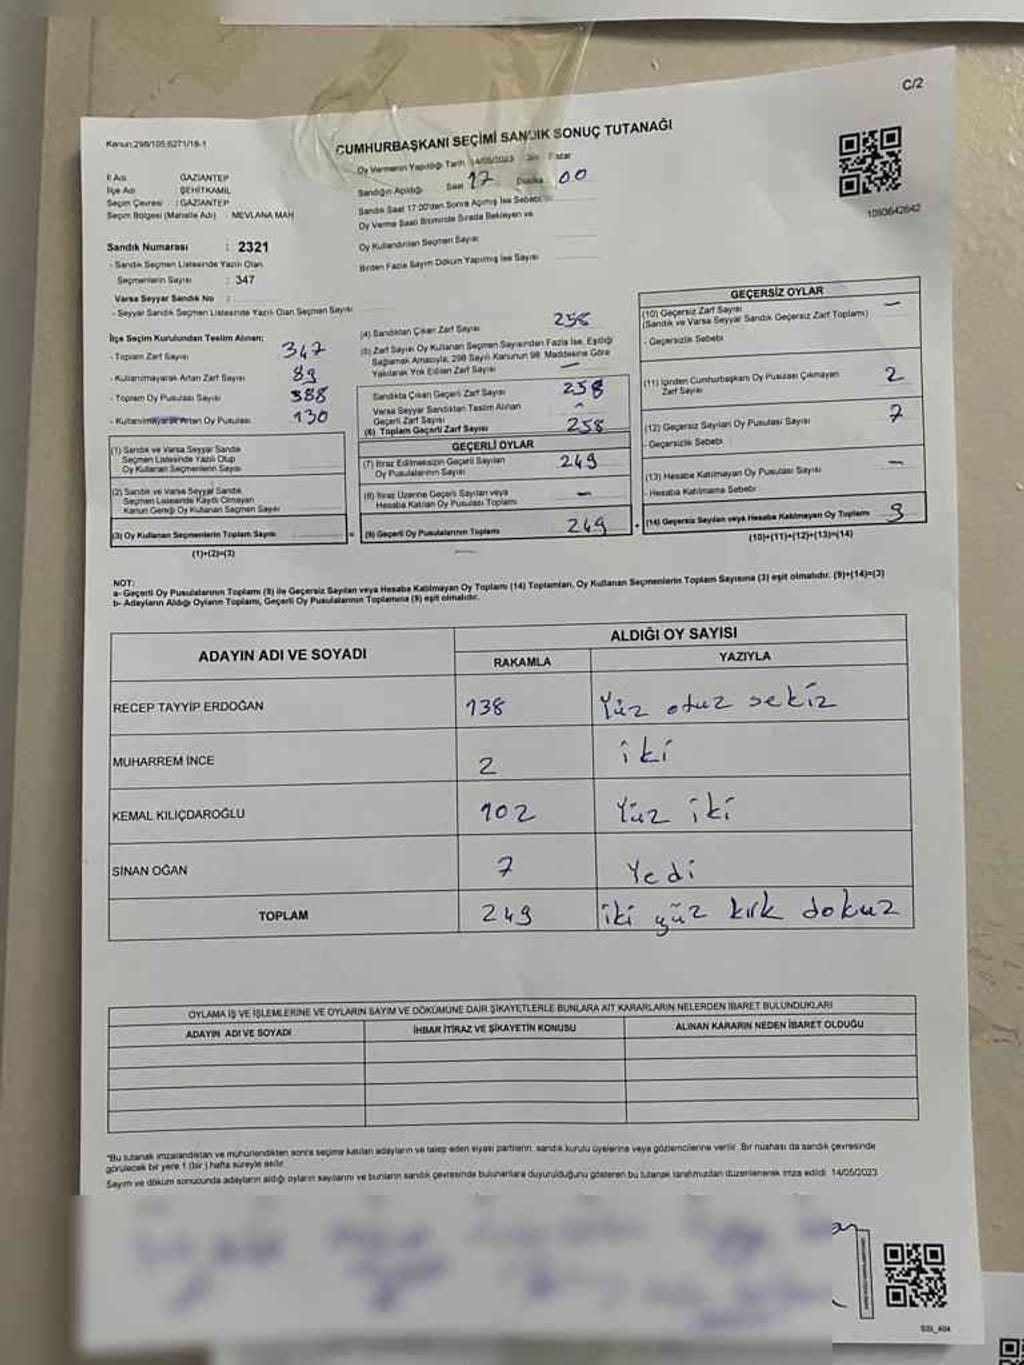 C/2
Kanun:298/105,6271/18-1
CUMHURBAŞKANI SEÇİMİ SANDIK SONUÇ TUTANAĞI
İl Adı : GAZİANTEP
İlçe Adı : ŞEHİTKAMİL
Seçim Çevresi : GAZİANTEP
Seçim Bölgesi (Mahalle Adı) : MEVLANA MAH
Oy Vermenin Yapıldığı Tarih 14/05/2023 Pazar
Sandığın Açıldığı Saat 17 Dakika 00
Sandık Saat 17:00'den Sonra Açılmış İse Sebebi
Oy Verme Saati Bitiminde Sırada Bekleyen ve
Oy Kullandırılan Seçmen Sayısı
Birden Fazla Sayım Döküm Yapılmış İse Sayısı
1093642642
Sandık Numarası : 2321
- Sandık Seçmen Listesinde Yazılı Olan
Seçmenlerin Sayısı : 347
Varsa Seyyar Sandık No :
- Seyyar Sandık Seçmen Listesinde Yazılı Olan Seçmen Sayısı
İlçe Seçim Kurulundan Teslim Alınan;
- Toplam Zarf Sayısı 347
- Kullanılmayarak Artan Zarf Sayısı 89
- Toplam Oy Pusulası Sayısı 388
- Kullanılmayarak Artan Oy Pusulası 130
(1) Sandık ve Varsa Seyyar Sandık
Seçmen Listesinde Yazılı Olup
Oy Kullanan Seçmenlerin Sayısı
(2) Sandık ve Varsa Seyyar Sandık
Seçmen Listesinde Kaydı Olmayan
Kanun Gereği Oy Kullanan Seçmen Sayısı
(3) Oy Kullanan Seçmenlerin Toplam Sayısı
(1)+(2)=(3)
(4) Sandıktan Çıkan Zarf Sayısı 258
(5) Zarf Sayısı Oy Kullanan Seçmen Sayısından Fazla İse, Eşitliği
Sağlamak Amacıyla, 298 Sayılı Kanunun 98. Maddesine Göre
Yakılarak Yok Edilen Zarf Sayısı —
Sandıkta Çıkan Geçerli Zarf Sayısı 258
Varsa Seyyar Sandıktan Teslim Alınan
Geçerli Zarf Sayısı
(6) Toplam Geçerli Zarf Sayısı 258
GEÇERLİ OYLAR
(7) İtiraz Edilmeksizin Geçerli Sayılan
Oy Pusulalarının Sayısı 249
(8) İtiraz Üzerine Geçerli Sayılan veya
Hesaba Katılan Oy Pusulası Toplamı —
(9) Geçerli Oy Pusulalarının Toplamı 249
GEÇERSİZ OYLAR
(10) Geçersiz Zarf Sayısı —
(Sandık ve Varsa Seyyar Sandık Geçersiz Zarf Toplamı)
- Geçersizlik Sebebi
(11) İçinden Cumhurbaşkanı Oy Pusulası Çıkmayan
Zarf Sayısı 2
(12) Geçersiz Sayılan Oy Pusulası Sayısı 7
- Geçersizlik Sebebi
(13) Hesaba Katılmayan Oy Pusulası Sayısı —
- Hesaba Katılmama Sebebi
(14) Geçersiz Sayılan veya Hesaba Katılmayan Oy Toplamı 9
(10)+(11)+(12)+(13)=(14)
NOT:
a- Geçerli Oy Pusulalarının Toplamı (9) ile Geçersiz Sayılan veya Hesaba Katılmayan Oy Toplamı (14) Toplamları, Oy Kullanan Seçmenlerin Toplam Sayısına (3) eşit olmalıdır. (9)+(14)=(3)
b- Adayların Aldığı Oyların Toplamı, Geçerli Oy Pusulalarının Toplamına (9) eşit olmalıdır.
ADAYIN ADI VE SOYADI
ALDIĞI OY SAYISI
RAKAMLA YAZIYLA
RECEP TAYYİP ERDOĞAN 138 Yüz otuz sekiz
MUHARREM İNCE 2 iki
KEMAL KILIÇDAROĞLU 102 Yüz iki
SİNAN OĞAN 7 Yedi
TOPLAM 249 iki yüz kırk dokuz
OYLAMA İŞ VE İŞLEMLERİNE VE OYLARIN SAYIM VE DÖKÜMÜNE DAİR ŞİKAYETLERLE BUNLARA AİT KARARLARIN NELERDEN İBARET BULUNDUKLARI
ADAYIN ADI VE SOYADI İHBAR İTİRAZ VE ŞİKAYETİN KONUSU ALINAN KARARIN NEDEN İBARET OLDUĞU
*Bu tutanak imzalandıktan ve mühürlendikten sonra seçime katılan adayların ve talep eden siyasi partilerin, sandık kurulu üyelerine veya gözlemcilerine verilir. Bir nüshası da sandık çevresinde
görülecek bir yere 1 (bir) hafta süreyle asılır.
Sayım ve döküm sonucunda adayların aldığı oyların sayılarını ve bunların sandık çevresinde bulunanlara duyurulduğunu gösteren bu tutanak tarafımızdan düzenlenerek imza edildi. 14/05/2023